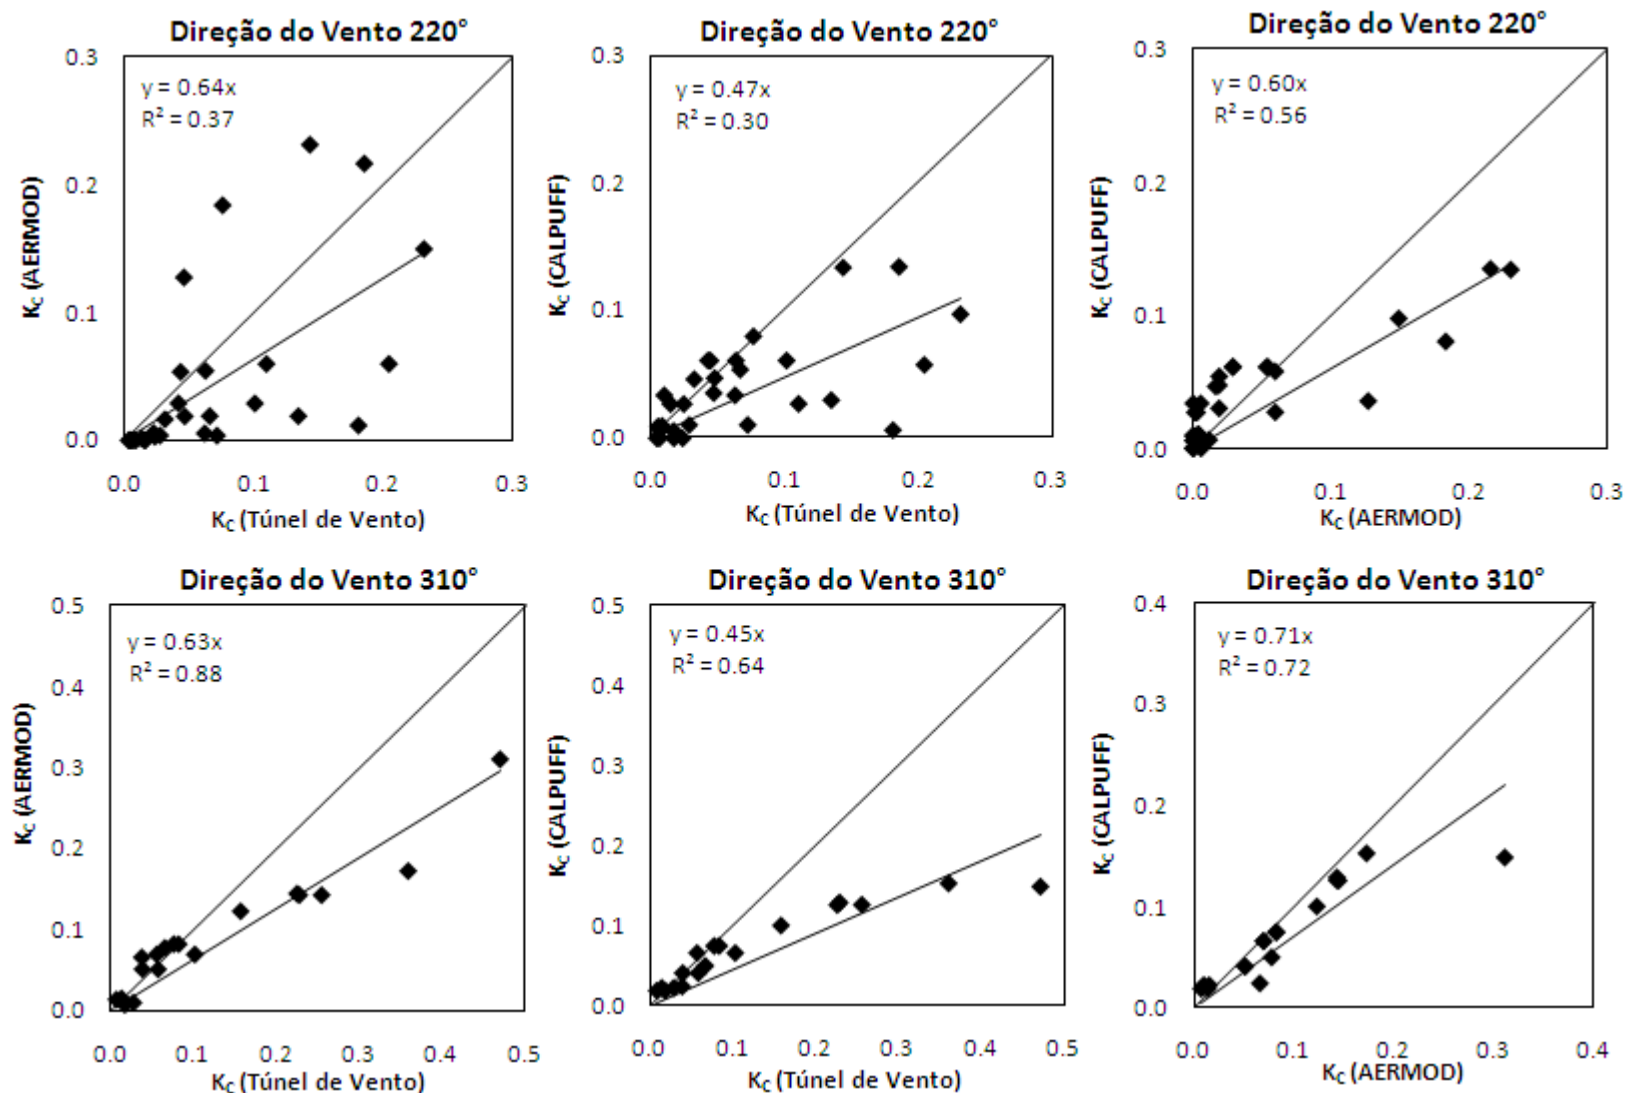 Direção do Vento 220°
0.3
0.2
0.1
0.0
y = 0.64x
R² = 0.37
K_C (AERMOD)
0.0 0.1 0.2 0.3
K_C (Túnel de Vento)
Direção do Vento 220°
0.3
0.2
0.1
0.0
y = 0.47x
R² = 0.30
K_C (CALPUFF)
0.0 0.1 0.2 0.3
K_C (Túnel de Vento)
Direção do Vento 220°
0.3
0.2
0.1
0.0
y = 0.60x
R² = 0.56
K_C (CALPUFF)
0.0 0.1 0.2 0.3
K_C (AERMOD)
Direção do Vento 310°
0.5
0.4
0.3
0.2
0.1
0.0
y = 0.63x
R² = 0.88
K_C (AERMOD)
0.0 0.1 0.2 0.3 0.4 0.5
K_C (Túnel de Vento)
Direção do Vento 310°
0.5
0.4
0.3
0.2
0.1
0.0
y = 0.45x
R² = 0.64
K_C (CALPUFF)
0.0 0.1 0.2 0.3 0.4 0.5
K_C (Túnel de Vento)
Direção do Vento 310°
0.4
0.3
0.2
0.1
0.0
y = 0.71x
R² = 0.72
K_C (CALPUFF)
0.0 0.1 0.2 0.3 0.4
K_C (AERMOD)